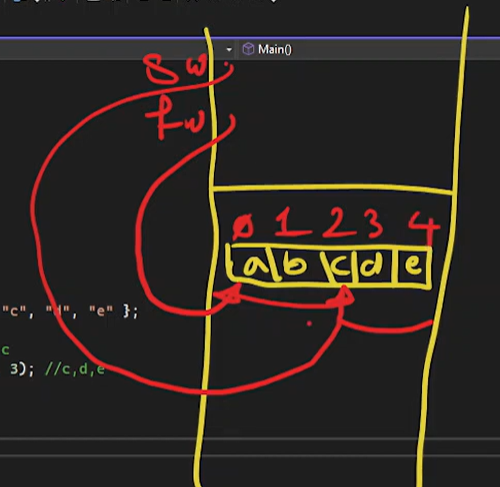 Main()
sw
fw
0 1 2 3 4
a b c d e
"c", "d", "e" };
c
3); //c,d,e